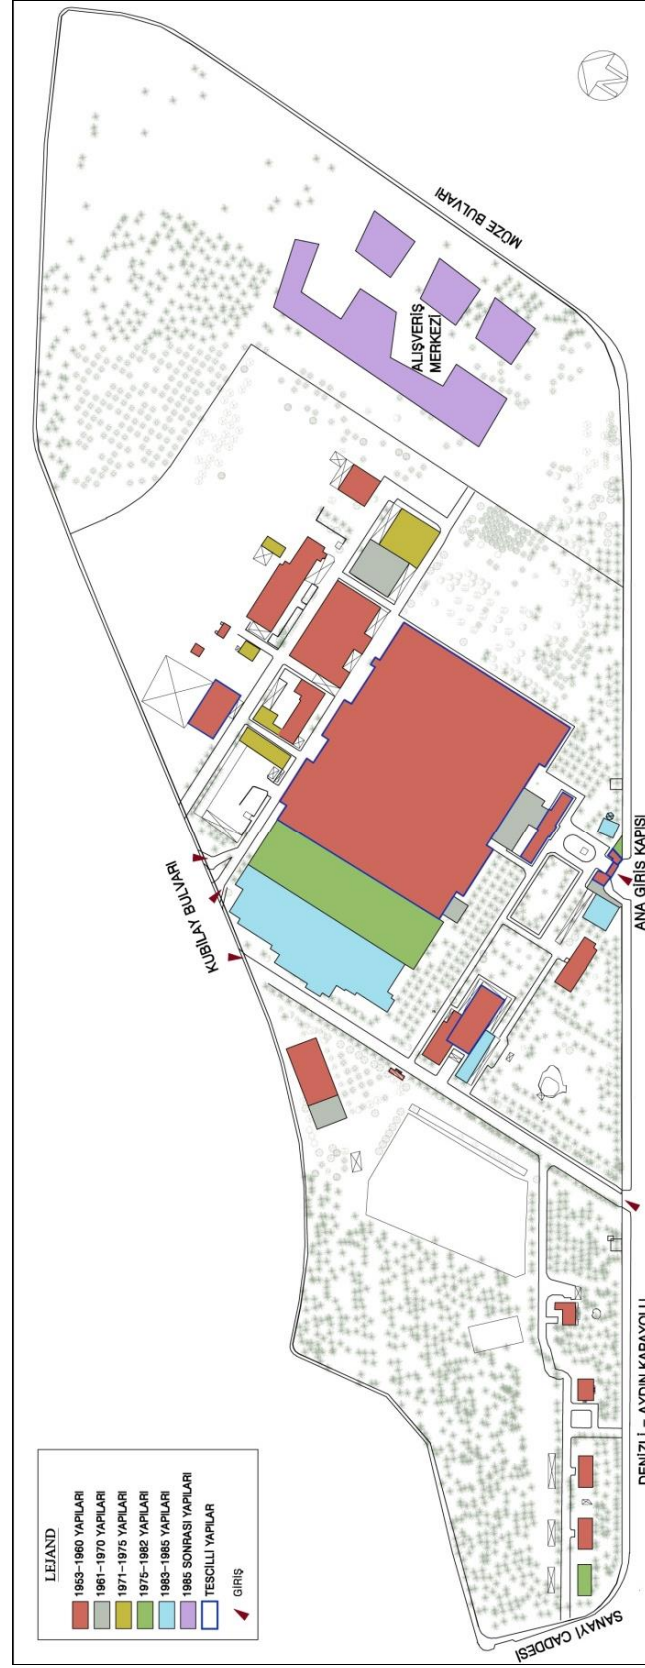 MÜZE BULVARI
ALIŞVERİŞ
MERKEZİ
KUBİLAY BULVARI
ANA GİRİŞ KAPISI
DENİZLİ - AYDIN KARAYOLU
SANAYİ CADDESİ
LEJAND
1953-1960 YAPILARI
1961-1970 YAPILARI
1971-1975 YAPILARI
1975-1982 YAPILARI
1983-1985 YAPILARI
1985 SONRASI YAPILARI
TESCİLLİ YAPILAR
GİRİŞ